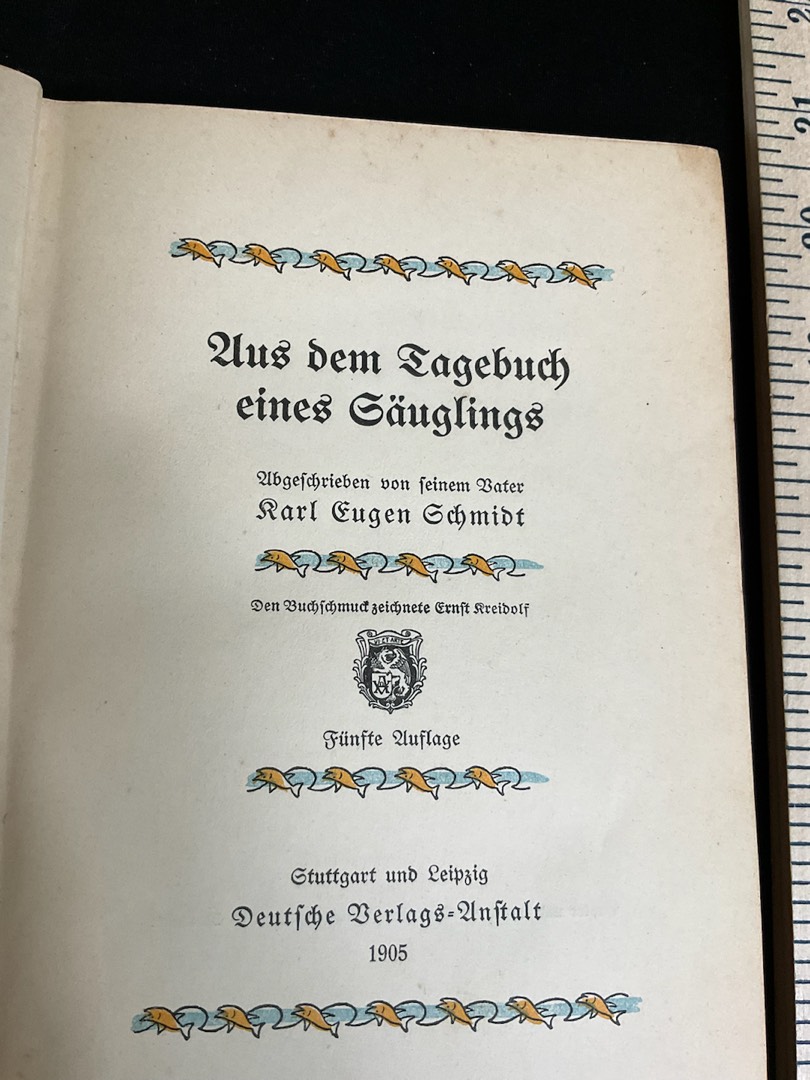 Aus dem Tagebuch
eines Säuglings
Abgeschrieben von seinem Vater
Karl Eugen Schmidt
Den Buchschmuck zeichnete Ernst Kreidolf
Fünfte Auflage
Stuttgart und Leipzig
Deutsche Verlags-Anstalt
1905
21